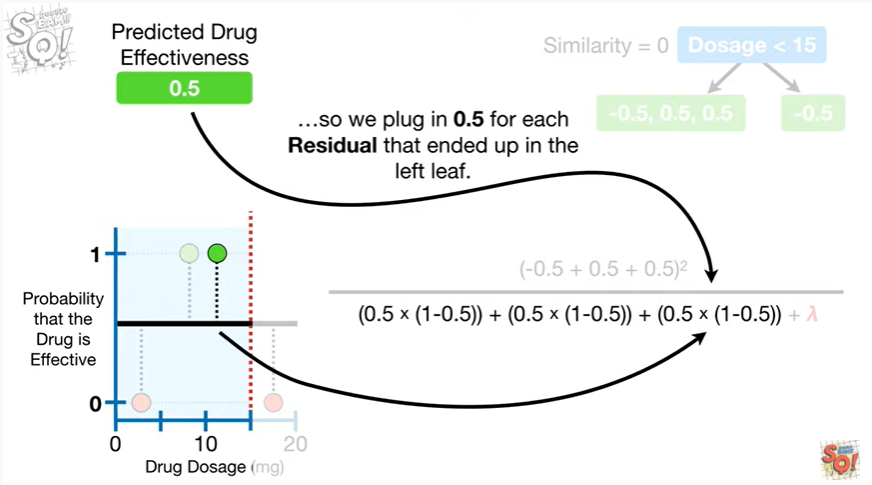 SQ!
Predicted Drug
Effectiveness
0.5
Similarity = 0
Dosage < 15
-0.5, 0.5, 0.5
-0.5
…so we plug in 0.5 for each
Residual that ended up in the
left leaf.
(-0.5 + 0.5 + 0.5)²
(0.5 × (1-0.5)) + (0.5 × (1-0.5)) + (0.5 × (1-0.5)) + λ
1
Probability
that the
Drug is
Effective
0
0
10
20
Drug Dosage (mg)
SQ!